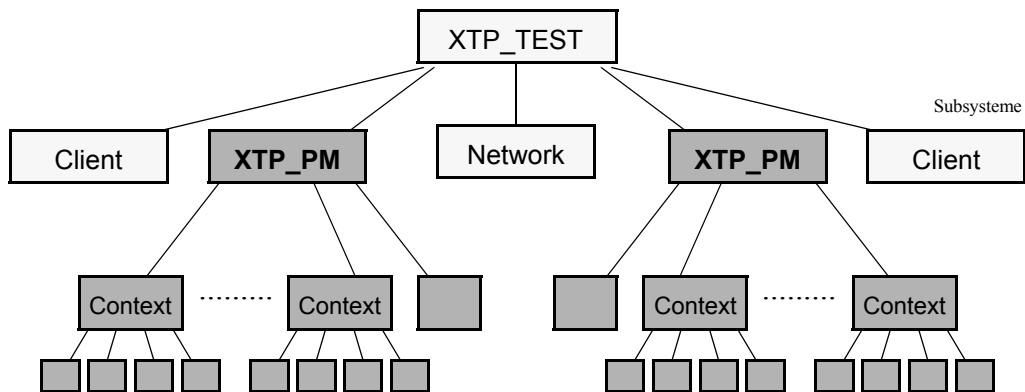 XTP_TEST
Subsysteme
Client
XTP_PM
Network
XTP_PM
Client
Context ......... Context
Context ......... Context